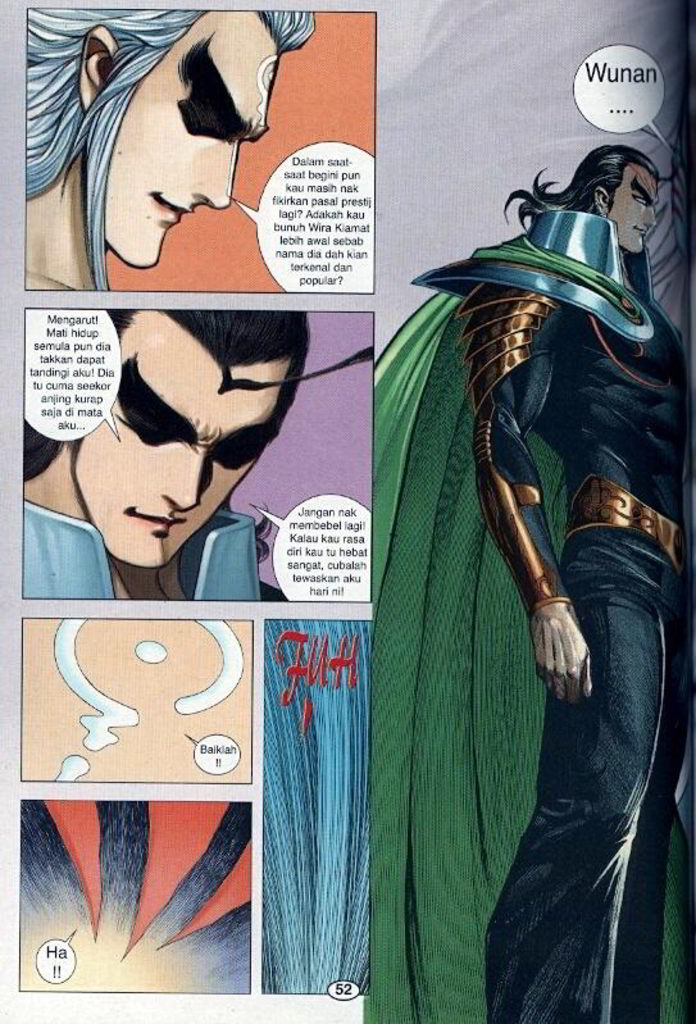 Dalam saat-
saat begini pun
kau masih nak
fikirkan pasal prestij
lagi? Adakah kau
bunuh Wira Kiamat
lebih awal sebab
nama dia dah kian
terkenal dan
popular?
Wunan
....
Mengarut!
Mati hidup
semula pun dia
takkan dapat
tandingi aku! Dia
tu cuma seekor
anjing kurap
saja di mata
aku...
Jangan nak
membebel lagi!
Kalau kau rasa
diri kau tu hebat
sangat, cubalah
tewaskan aku
hari ni!
Baiklah
!!
FUH
!
Ha
!!
52